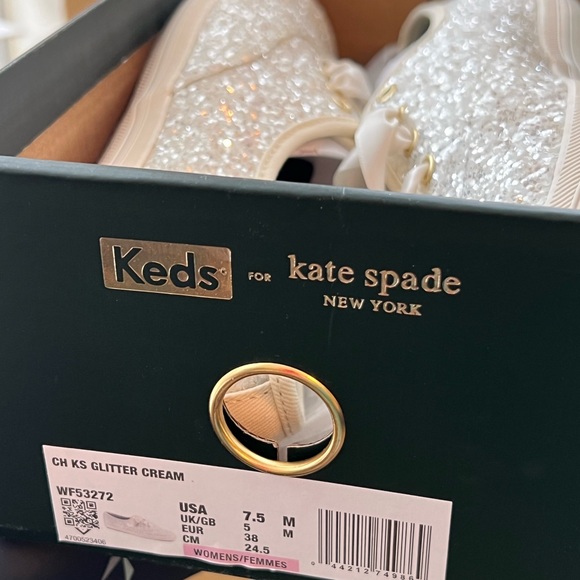 Keds
FOR
kate spade
NEW YORK
CH KS GLITTER CREAM
WF53272
USA 7.5 M
UK/GB 5 M
EUR 38
CM 24.5
WOMENS/FEMMES
4700523406